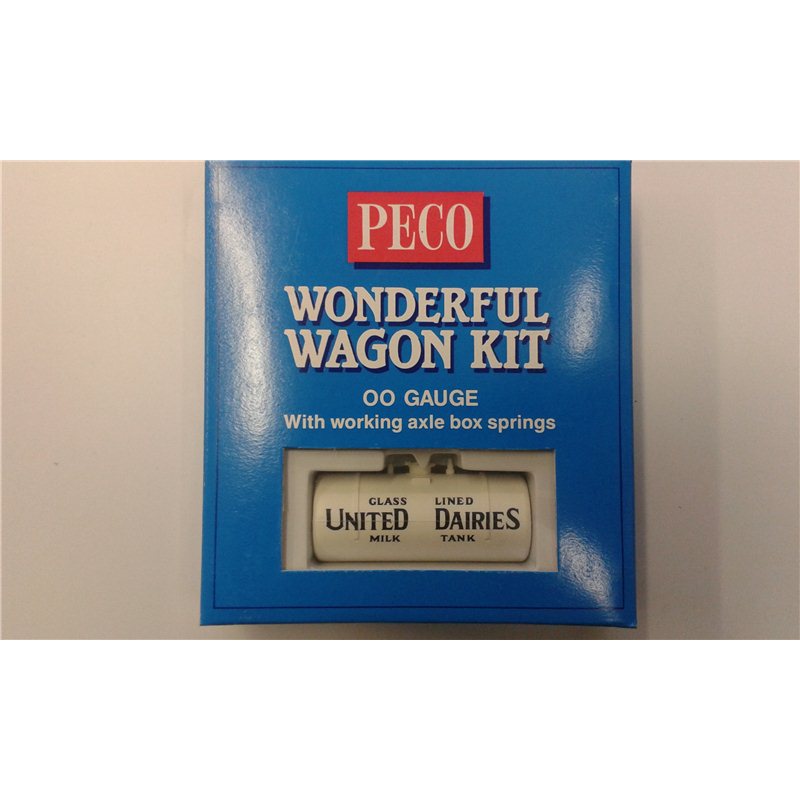 PECO
WONDERFUL
WAGON KIT
OO GAUGE
With working axle box springs
GLASS LINED
UNITED DAIRIES
MILK TANK